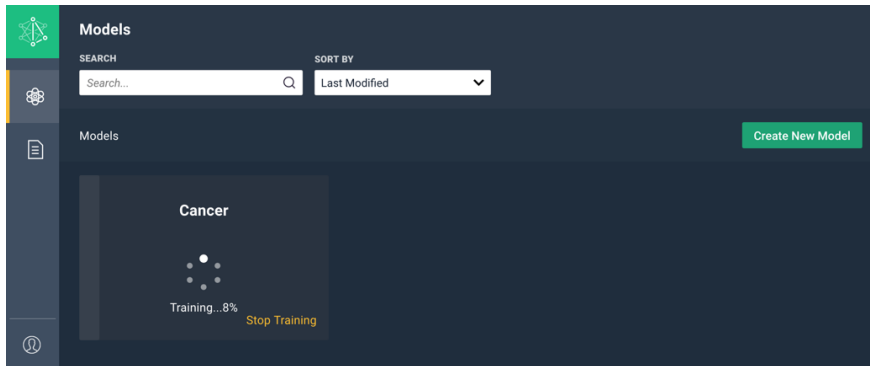 Models
SEARCH
SORT BY
Search...
Last Modified
Models
Create New Model
Cancer
Training...8%
Stop Training